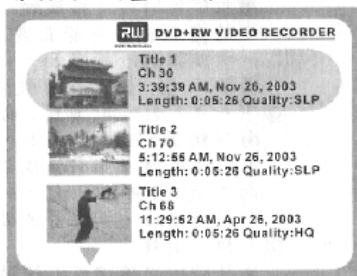 RW DVD+RW VIDEO RECORDER
Title 1
Ch 30
3:39:39 AM, Nov 26, 2003
Length: 0:05:26 Quality:SLP
Title 2
Ch 70
5:12:55 AM, Nov 26, 2003
Length: 0:05:26 Quality:SLP
Title 3
Ch 68
11:29:52 AM, Apr 26, 2003
Length: 0:05:26 Quality:HQ